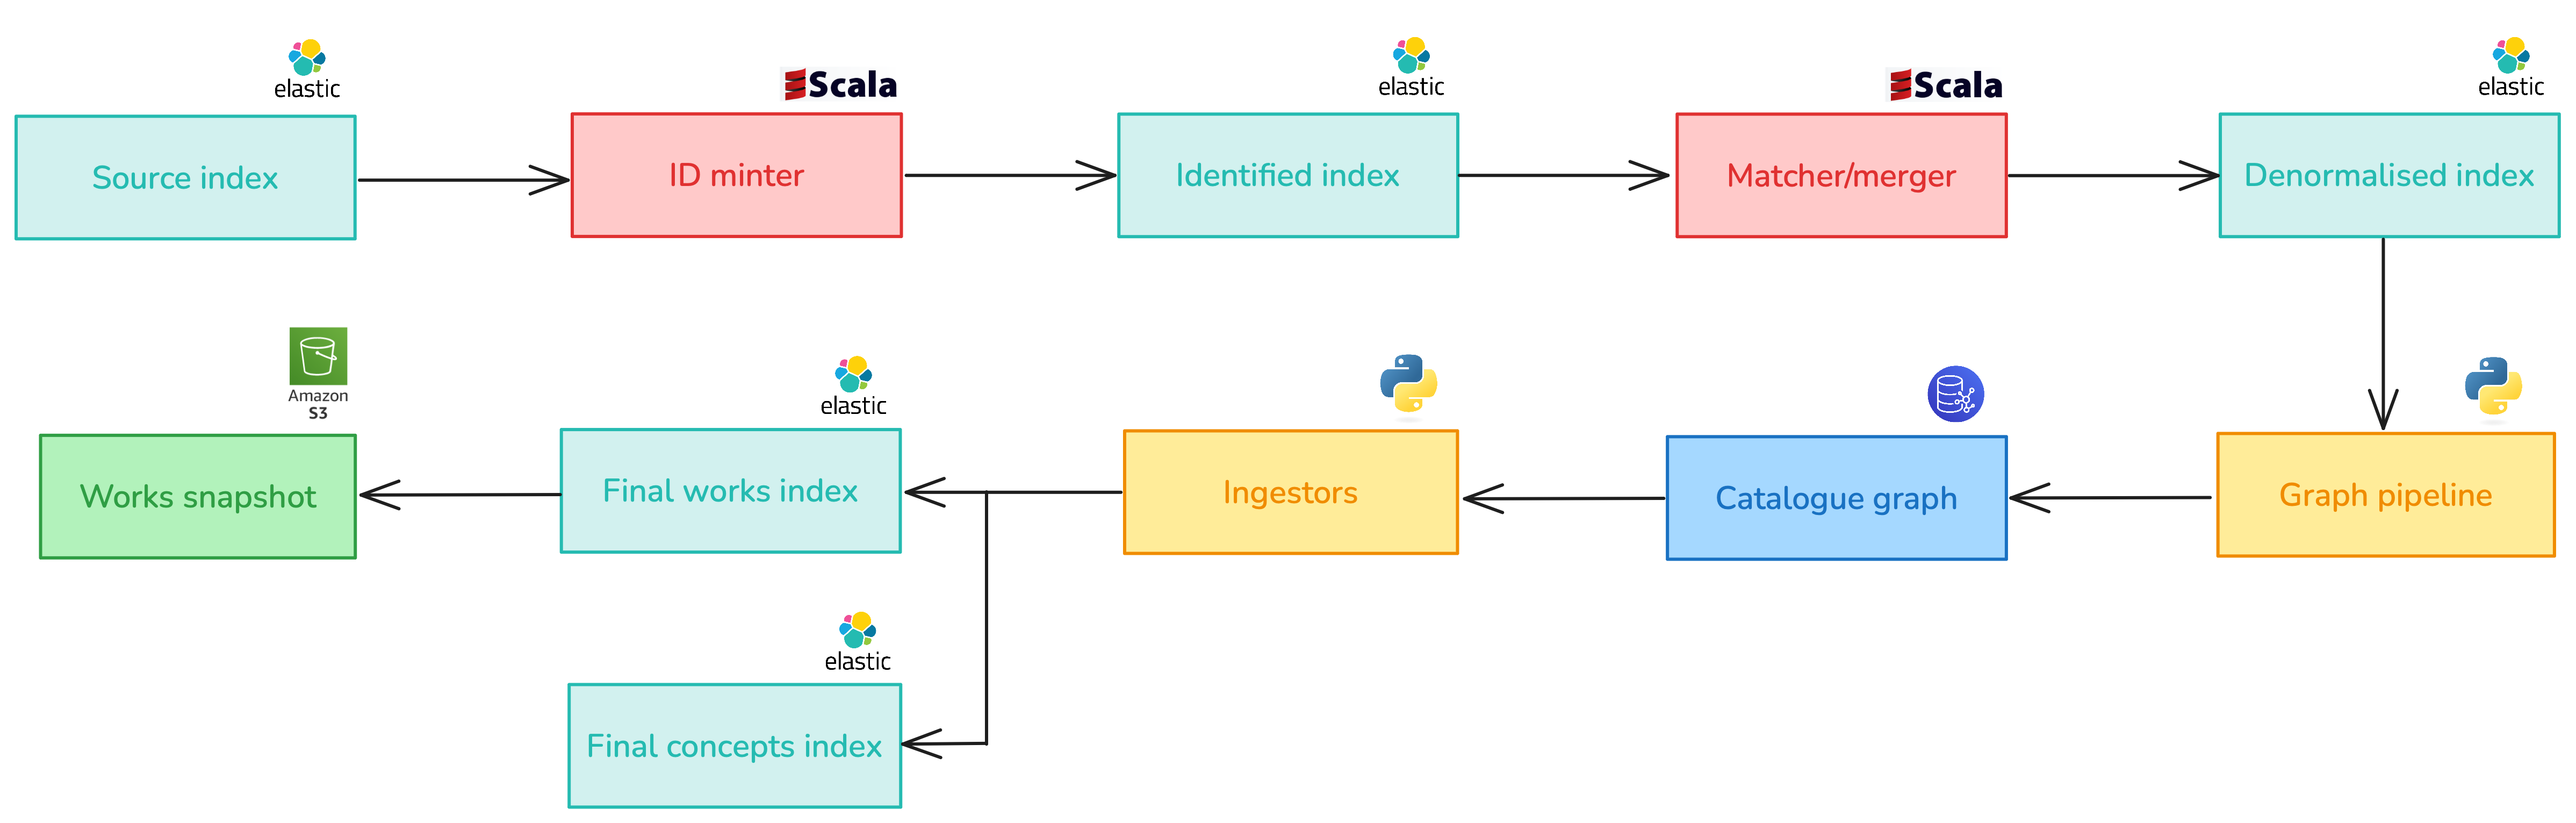 elastic
Scala
elastic
Scala
elastic
Source index
ID minter
Identified index
Matcher/merger
Denormalised index
Amazon
S3
elastic
Works snapshot
Final works index
Ingestors
Catalogue graph
Graph pipeline
elastic
Final concepts index